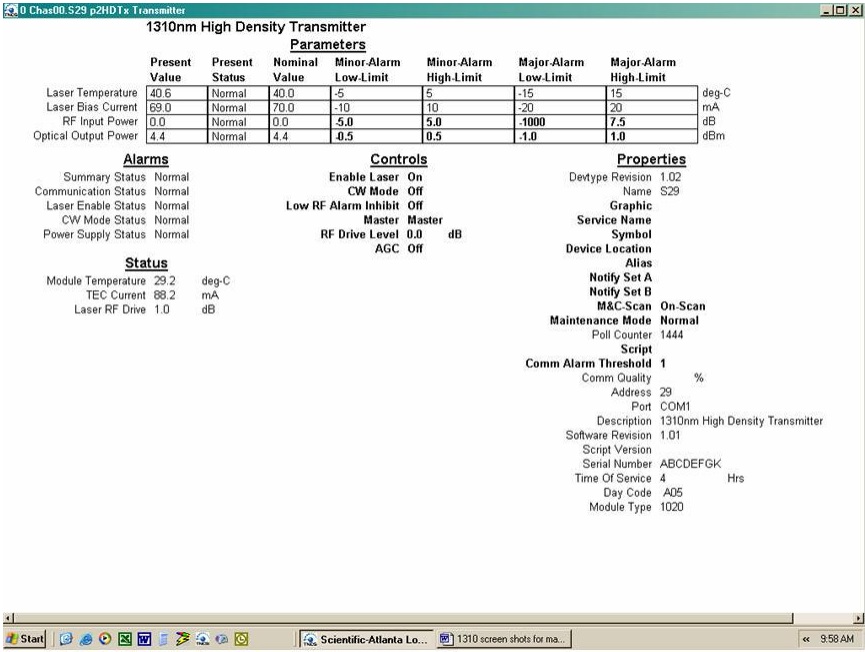 0 Chas00.S29 p2HDTx Transmitter
1310nm High Density Transmitter
Parameters
Present Value Present Status Nominal Value Minor-Alarm Low-Limit Minor-Alarm High-Limit Major-Alarm Low-Limit Major-Alarm High-Limit
Laser Temperature 40.6 Normal 40.0 -5 5 -15 15 deg-C
Laser Bias Current 69.0 Normal 70.0 -10 10 -20 20 mA
RF Input Power 0.0 Normal 0.0 -5.0 5.0 -1000 7.5 dB
Optical Output Power 4.4 Normal 4.4 -0.5 0.5 -1.0 1.0 dBm
Alarms
Summary Status Normal
Communication Status Normal
Laser Enable Status Normal
CW Mode Status Normal
Power Supply Status Normal
Status
Module Temperature 29.2 deg-C
TEC Current 88.2 mA
Laser RF Drive 1.0 dB
Controls
Enable Laser On
CW Mode Off
Low RF Alarm Inhibit Off
Master Master
RF Drive Level 0.0 dB
AGC Off
Properties
Devtype Revision 1.02
Name S29
Graphic
Service Name
Symbol
Device Location
Alias
Notify Set A
Notify Set B
M&C-Scan On-Scan
Maintenance Mode Normal
Poll Counter 1444
Script
Comm Alarm Threshold 1
Comm Quality %
Address 29
Port COM1
Description 1310nm High Density Transmitter
Software Revision 1.01
Script Version
Serial Number ABCDEFGK
Time Of Service 4 Hrs
Day Code A05
Module Type 1020
Start Scientific-Atlanta Lo... 1310 screen shots for ma... « 9:58 AM